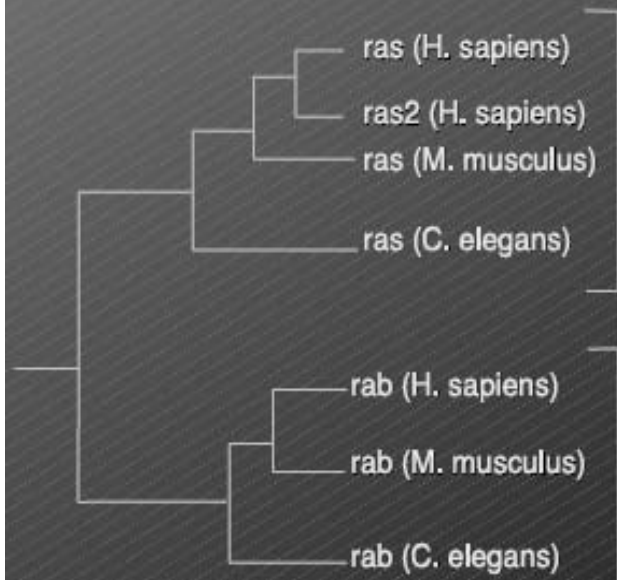 ras (H. sapiens)
ras2 (H. sapiens)
ras (M. musculus)
ras (C. elegans)
rab (H. sapiens)
rab (M. musculus)
rab (C. elegans)